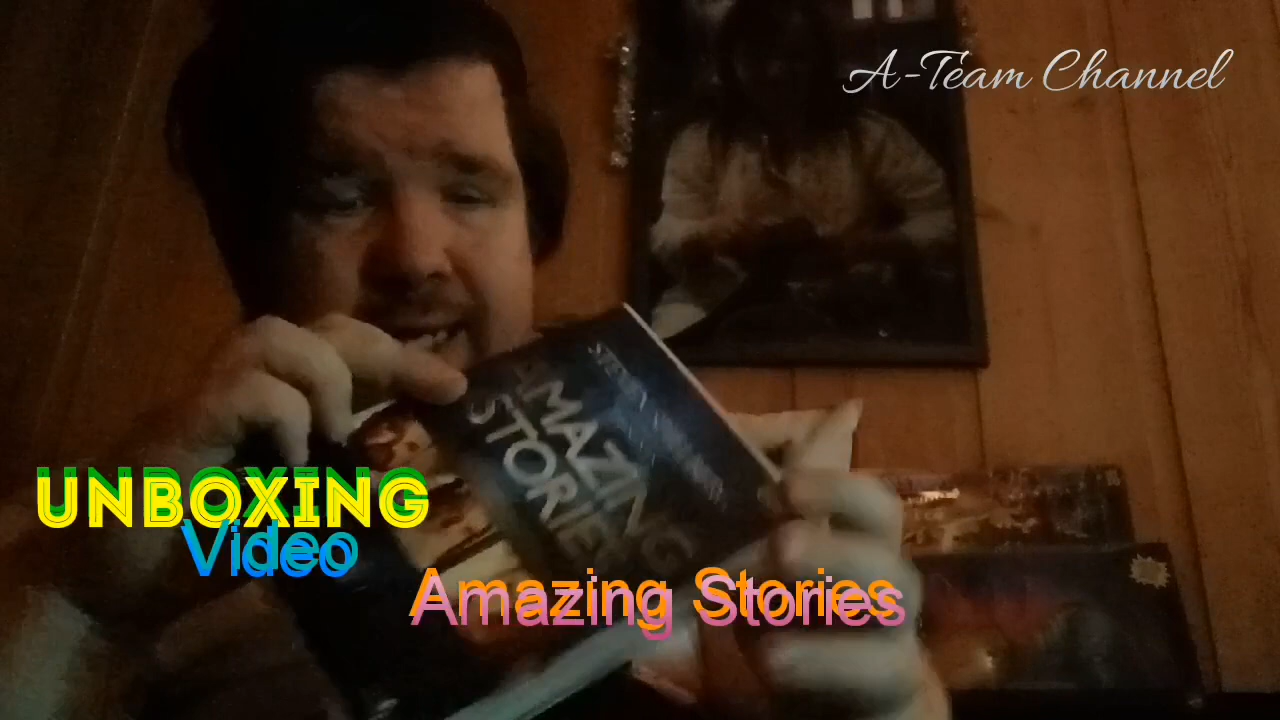 A-Team Channel
AMAZING
STORIES
UNBOXING
Video
Amazing Stories